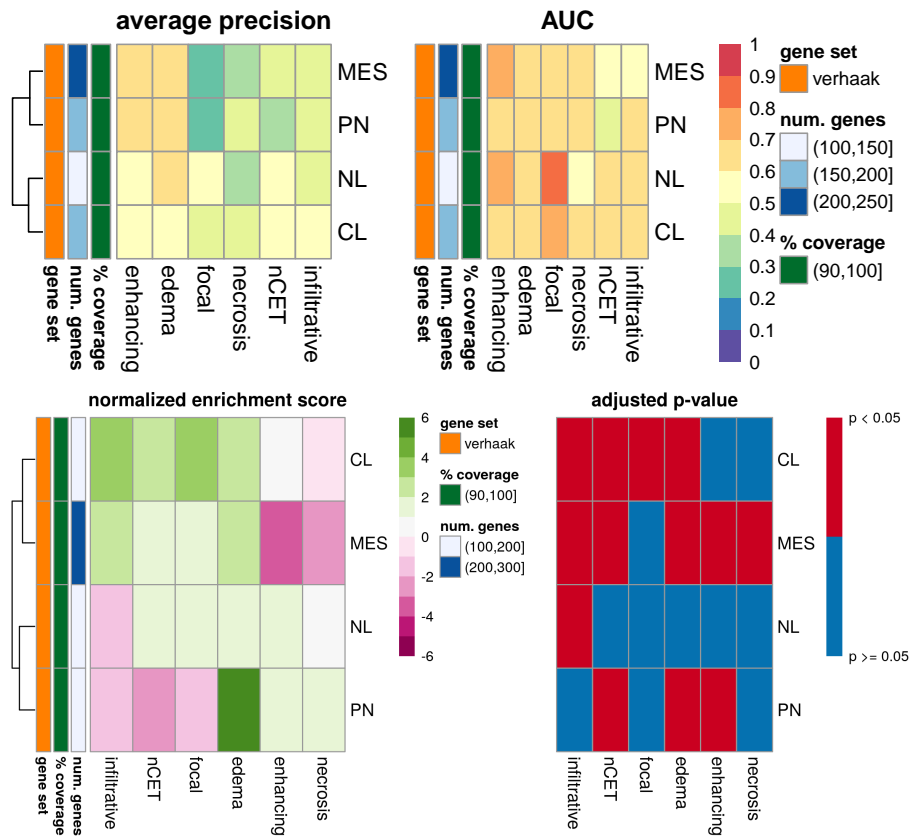 average precision
AUC
MES
PN
NL
CL
gene set
num. genes
% coverage
enhancing
edema
focal
necrosis
nCET
infiltrative
MES
PN
NL
CL
gene set
num. genes
% coverage
enhancing
edema
focal
necrosis
nCET
infiltrative
1
0.9
0.8
0.7
0.6
0.5
0.4
0.3
0.2
0.1
0
gene set
verhaak
num. genes
(100,150]
(150,200]
(200,250]
% coverage
(90,100]
normalized enrichment score
CL
MES
NL
PN
gene set
% coverage
num. genes
infiltrative
nCET
focal
edema
enhancing
necrosis
6
4
2
0
-2
-4
-6
gene set
verhaak
% coverage
(90,100]
num. genes
(100,200]
(200,300]
adjusted p-value
CL
MES
NL
PN
infiltrative
nCET
focal
edema
enhancing
necrosis
p < 0.05
p >= 0.05